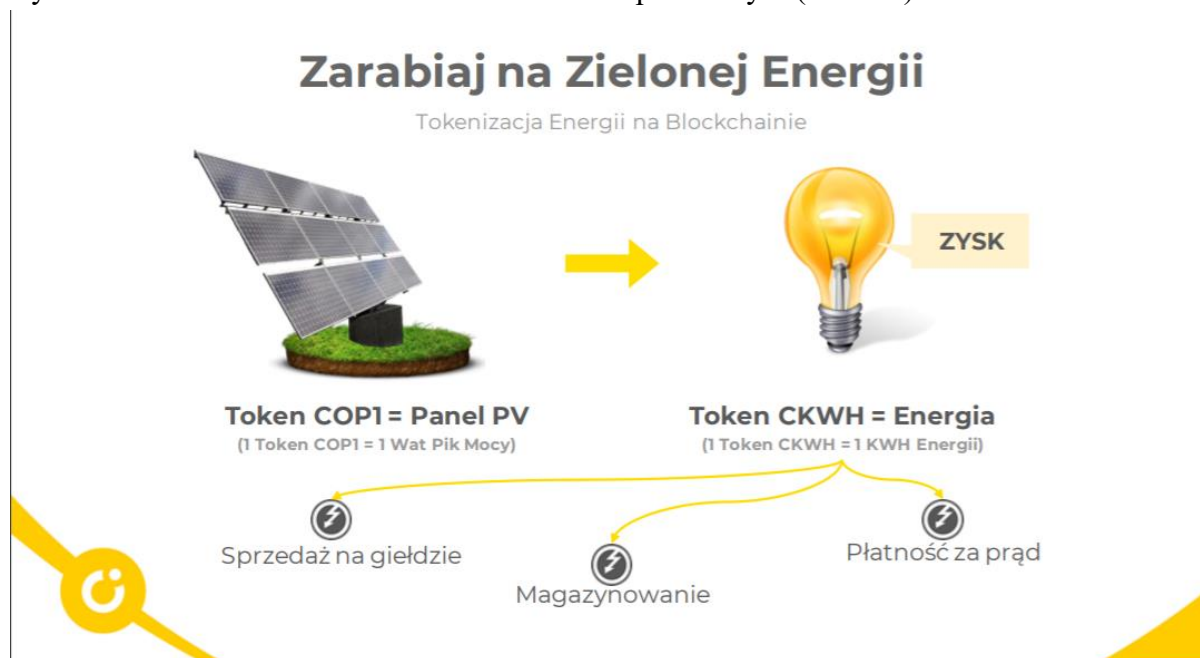 Zarabiaj na Zielonej Energii
Tokenizacja Energii na Blockchainie
ZYSK
Token COP1 = Panel PV
(1 Token COP1 = 1 Wat Pik Mocy)
Token CKWH = Energia
(1 Token CKWH = 1 KWH Energii)
Sprzedaż na giełdzie
Magazynowanie
Płatność za prąd